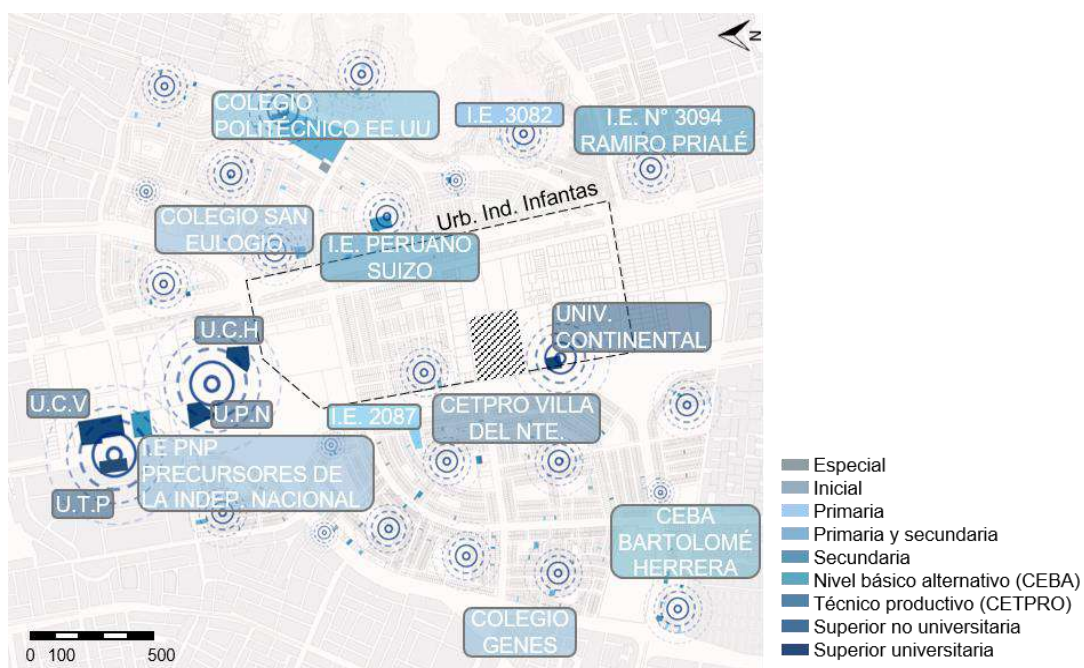 N
COLEGIO
POLITÉCNICO EE.UU
I.E .3082
I.E. N° 3094
RAMIRO PRIALÉ
Urb. Ind. Infantas
COLEGIO SAN
EULOGIO
I.E. PERUANO
SUIZO
UNIV.
CONTINENTAL
U.C.H
U.C.V
U.P.N
I.E. 2087
CETPRO VILLA
DEL NTE.
I.E PNP
PRECURSORES DE
LA INDEP. NACIONAL
U.T.P
CEBA
BARTOLOMÉ
HERRERA
COLEGIO
GENES
0 100 500
Especial
Inicial
Primaria
Primaria y secundaria
Secundaria
Nivel básico alternativo (CEBA)
Técnico productivo (CETPRO)
Superior no universitaria
Superior universitaria